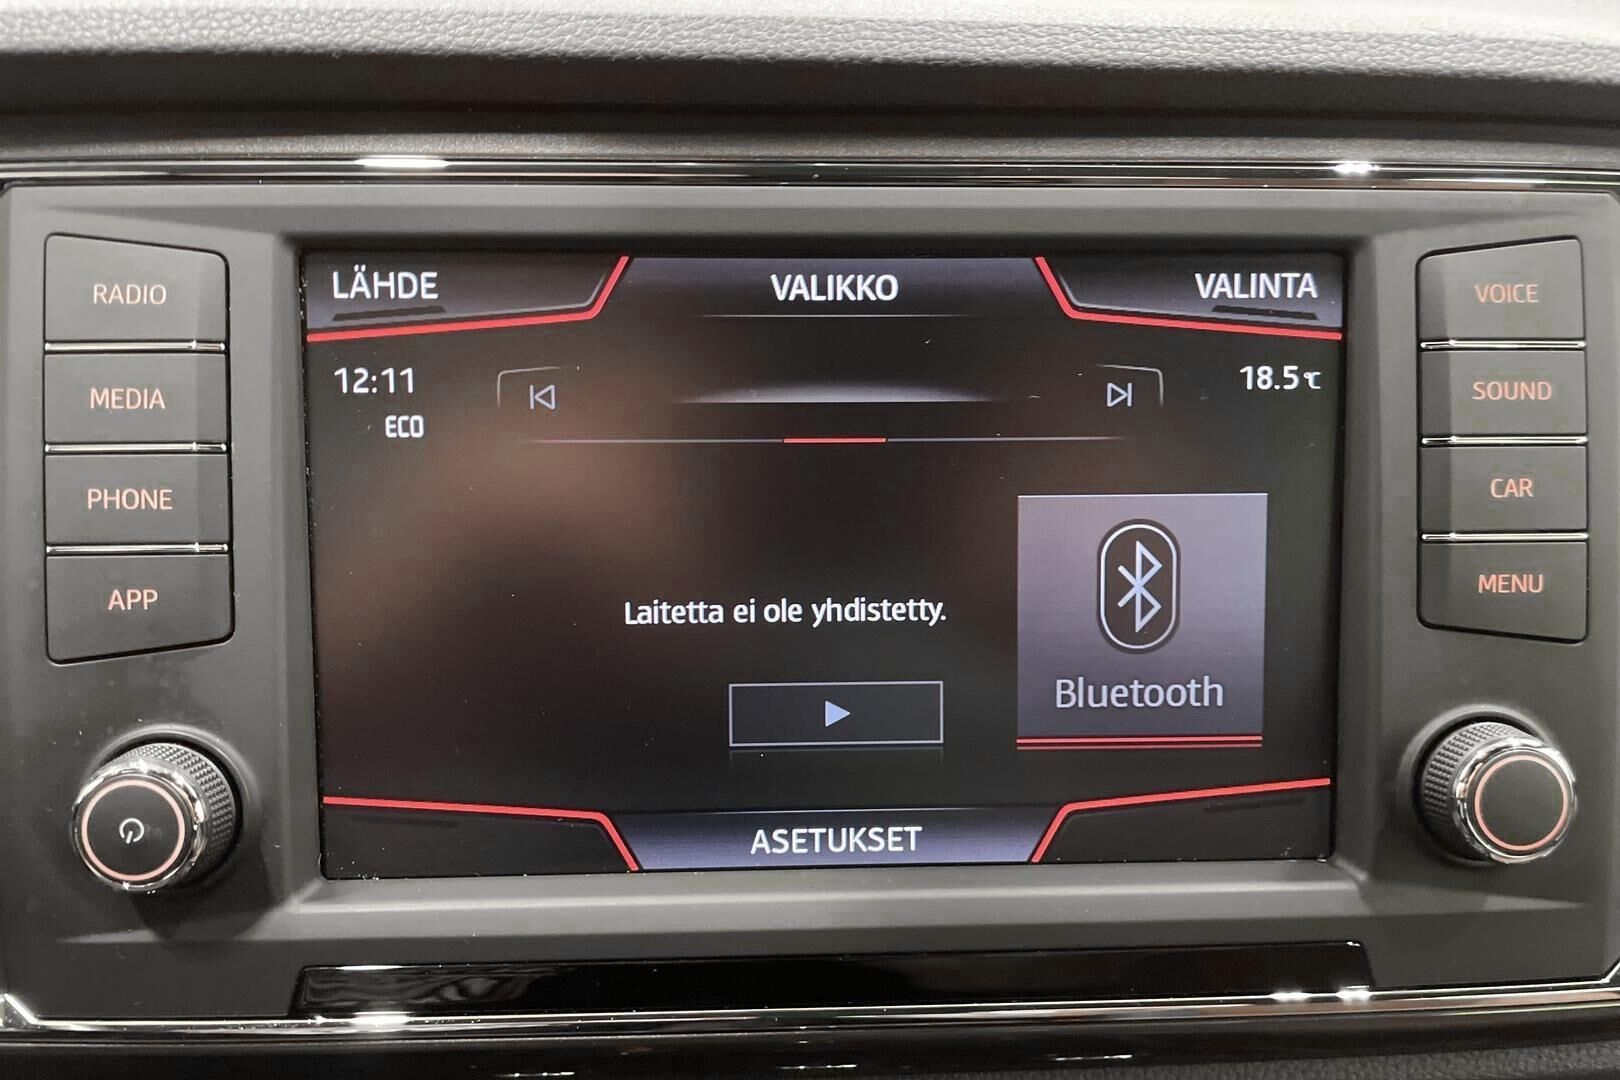 RADIO
MEDIA
PHONE
APP
LÄHDE
VALIKKO
VALINTA
12:11
18.5℃
ECO
Laitetta ei ole yhdistetty.
Bluetooth
ASETUKSET
VOICE
SOUND
CAR
MENU